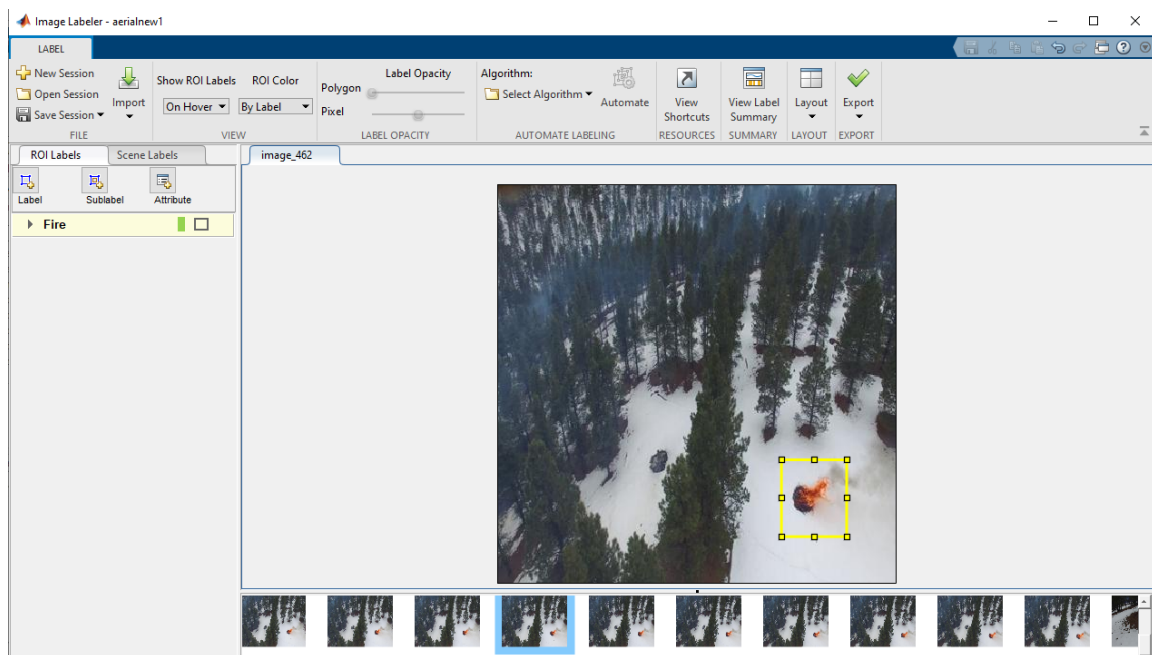 Image Labeler - aerialnew1
LABEL
New Session
Open Session
Save Session
Import
FILE
Show ROI Labels
On Hover
ROI Color
By Label
VIEW
Label Opacity
Polygon
Pixel
LABEL OPACITY
Algorithm:
Select Algorithm
Automate
AUTOMATE LABELING
View
Shortcuts
RESOURCES
View Label
Summary
SUMMARY
Layout
LAYOUT
Export
EXPORT
ROI Labels
Scene Labels
image_462
Label
Sublabel
Attribute
Fire